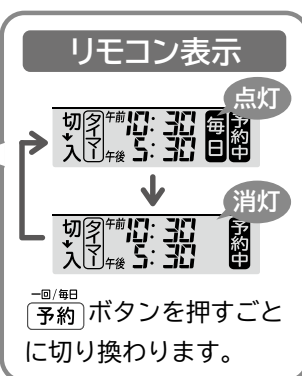 リモコン表示
点灯
切 タイマー 午前 10:30 毎日 予約中
入 午後 5:30
消灯
切 タイマー 午前 10:30 予約中
入 午後 5:30
一回/毎日
予約 ボタンを押すごと
に切り換わります。